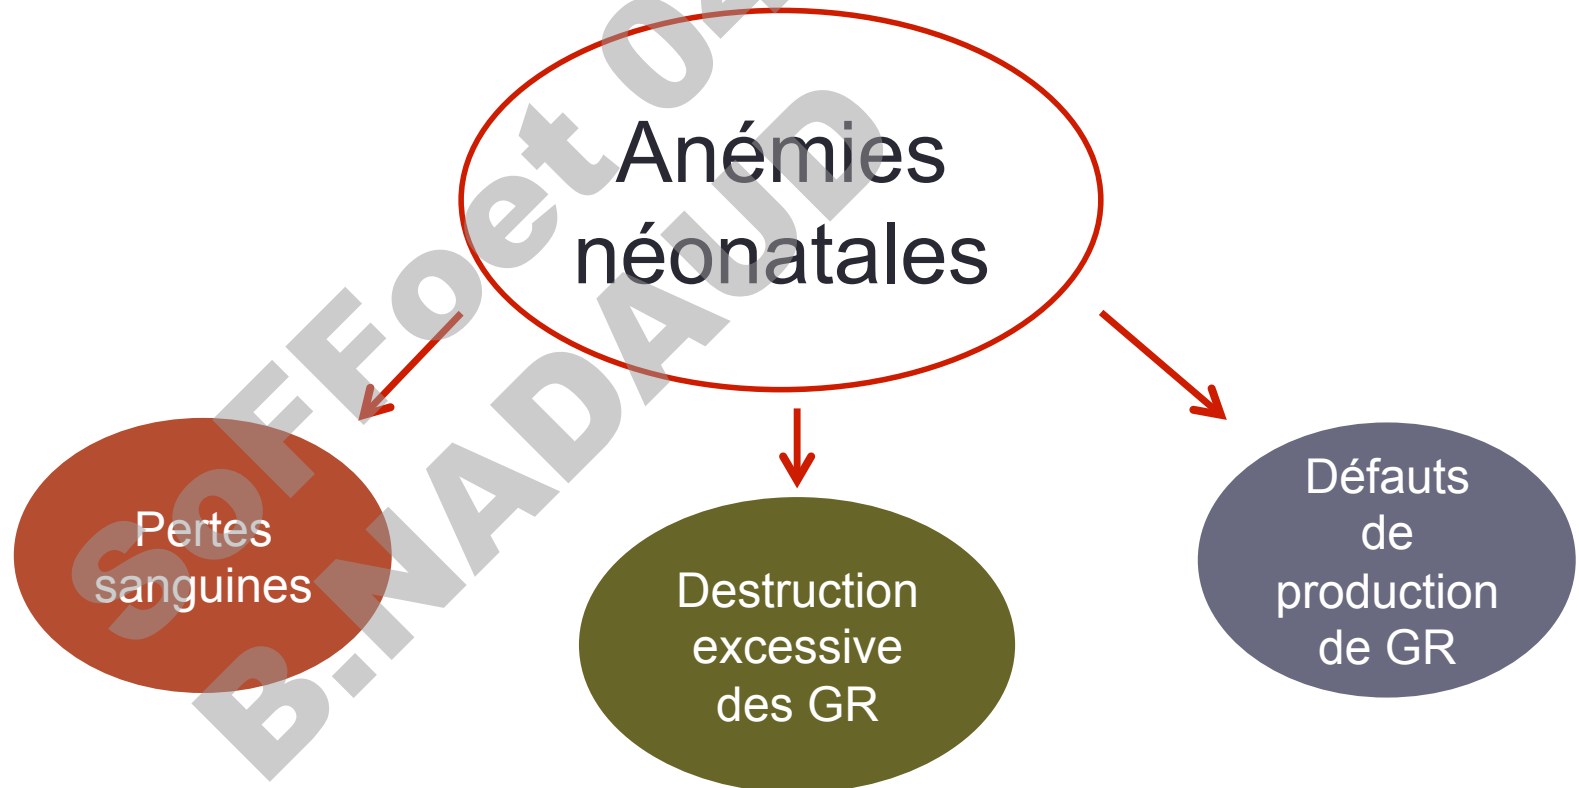 Anémies
néonatales
Pertes
sanguines
Destruction
excessive
des GR
Défauts
de
production
de GR
SoFFoet
B.NADAUD